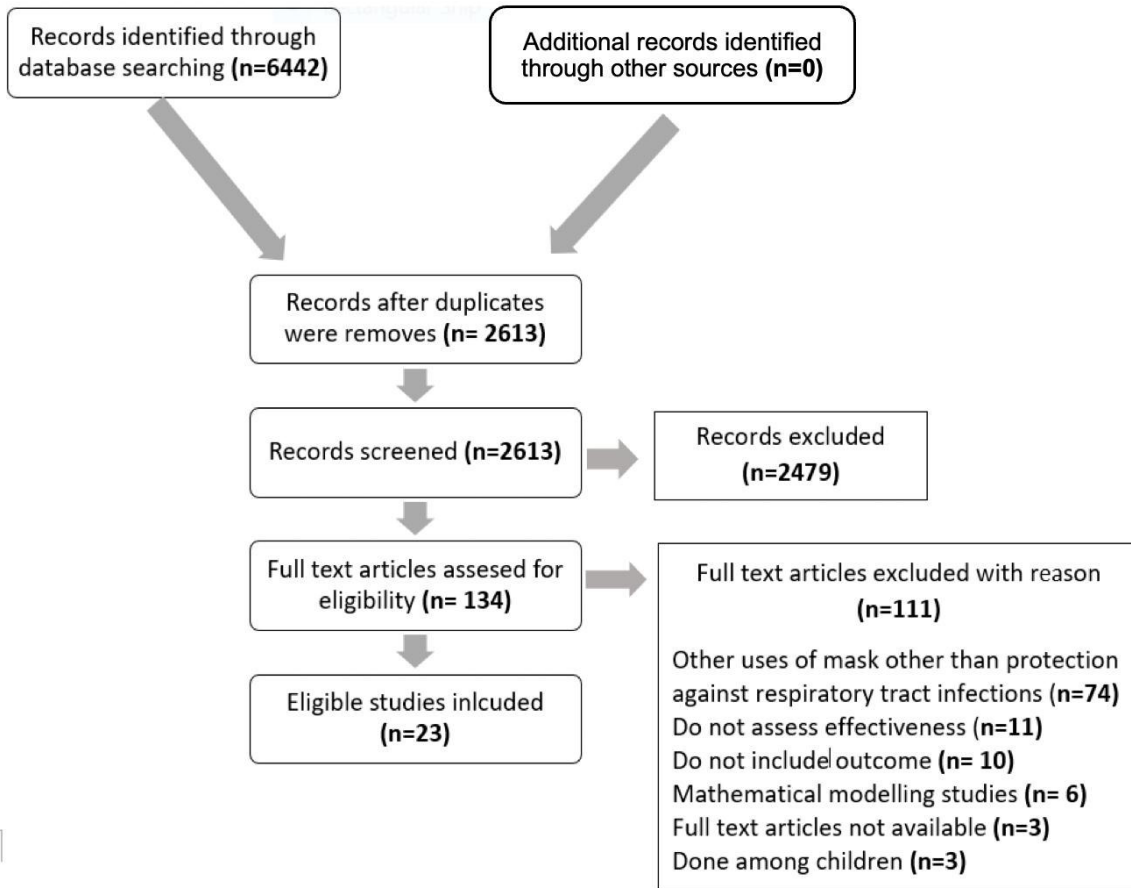 Records identified through
database searching (n=6442)
Additional records identified
through other sources (n=0)
Records after duplicates
were removes (n= 2613)
Records screened (n=2613)
Records excluded
(n=2479)
Full text articles assesed for
eligibility (n= 134)
Full text articles excluded with reason
(n=111)
Other uses of mask other than protection
against respiratory tract infections (n=74)
Do not assess effectiveness (n=11)
Do not include outcome (n= 10)
Mathematical modelling studies (n= 6)
Full text articles not available (n=3)
Done among children (n=3)
Eligible studies inlcuded
(n=23)